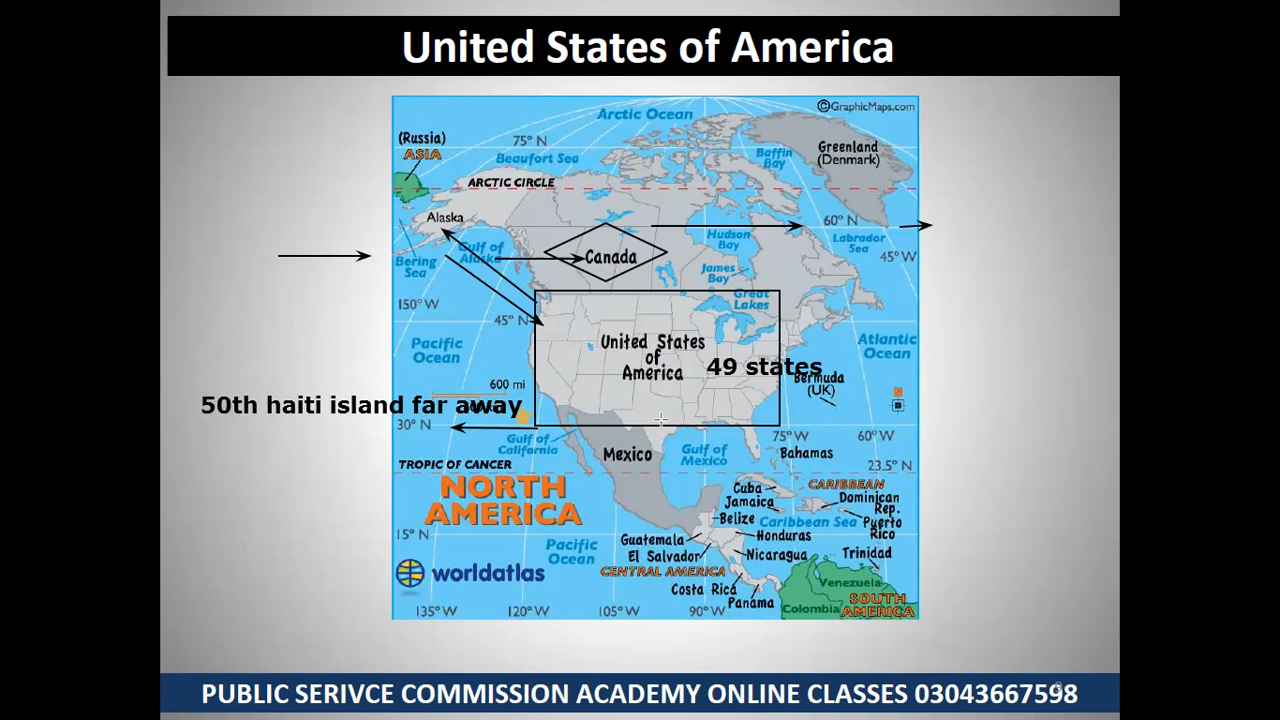 United States of America
©GraphicMaps.com
Arctic Ocean
(Russia)
ASIA
75° N
Beaufort Sea
Baffin
Bay
Greenland
(Denmark)
ARCTIC CIRCLE
Alaska
60° N
Gulf of
Alaska
Bering
Sea
Canada
Hudson
Bay
Labrador
Sea
45° W
James
Bay
150° W
Great
Lakes
45° N
Pacific
Ocean
United States
of
America
49 states
Atlantic
Ocean
Bermuda
(UK)
600 mi
50th haiti island far away
30° N
Gulf of
California
Mexico
Gulf of
Mexico
75° W
60° W
Bahamas
TROPIC OF CANCER
23.5° N
NORTH
AMERICA
Cuba
CARIBBEAN
Jamaica
Dominican
Rep.
Belize
Caribbean Sea
Puerto
Rico
15° N
Guatemala
Honduras
Pacific
Ocean
El Salvador
Nicaragua
Trinidad
CENTRAL AMERICA
worldatlas
Costa Rica
Panama
Venezuela
Colombia
SOUTH
AMERICA
135° W
120° W
105° W
90° W
PUBLIC SERIVCE COMMISSION ACADEMY ONLINE CLASSES 03043667598